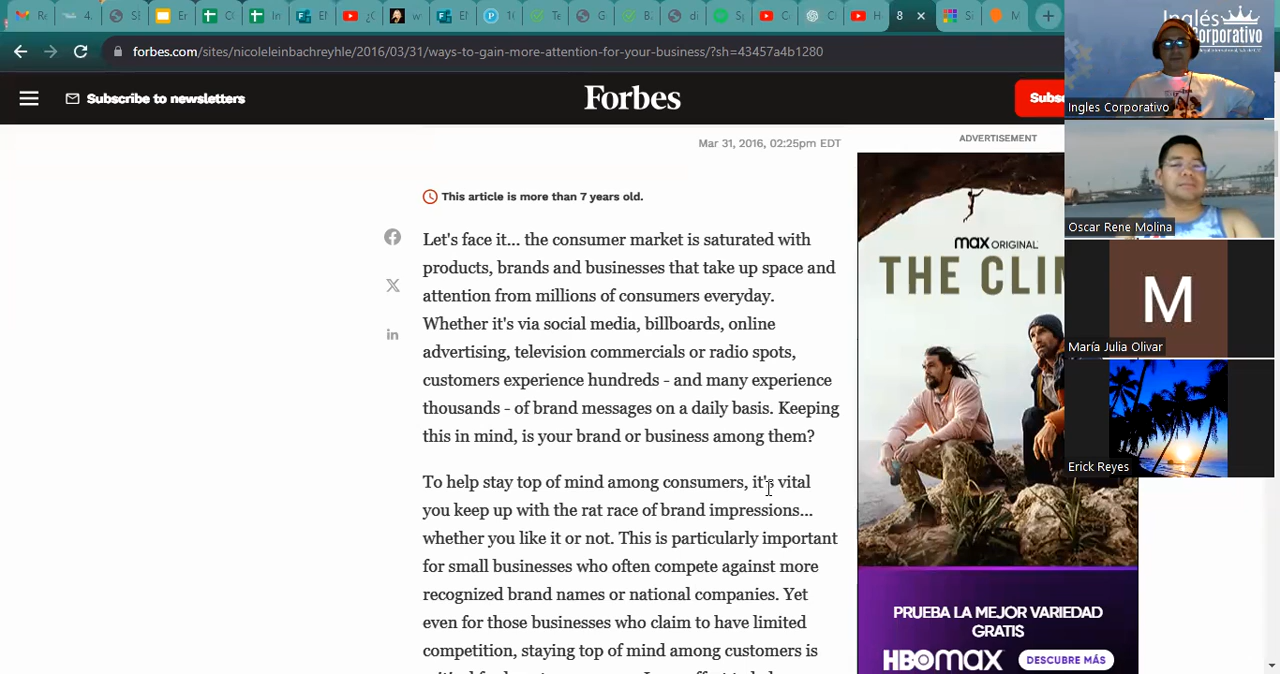 forbes.com/sites/nicoleleinbachreyhle/2016/03/31/ways-to-gain-more-attention-for-your-business/?sh=43457a4b1280
Subscribe to newsletters
Forbes
Mar 31, 2016, 02:25pm EDT
ADVERTISEMENT
This article is more than 7 years old.
Let's face it... the consumer market is saturated with
products, brands and businesses that take up space and
attention from millions of consumers everyday.
Whether it's via social media, billboards, online
advertising, television commercials or radio spots,
customers experience hundreds - and many experience
thousands - of brand messages on a daily basis. Keeping
this in mind, is your brand or business among them?
To help stay top of mind among consumers, it's vital
you keep up with the rat race of brand impressions...
whether you like it or not. This is particularly important
for small businesses who often compete against more
recognized brand names or national companies. Yet
even for those businesses who claim to have limited
competition, staying top of mind among customers is
max ORIGINAL
THE CLI
PRUEBA LA MEJOR VARIEDAD
GRATIS
HBOMAX DESCUBRE MÁS
Inglés
Corporativo
Ingles Corporativo
Oscar Rene Molina
M
María Julia Olivar
Erick Reyes